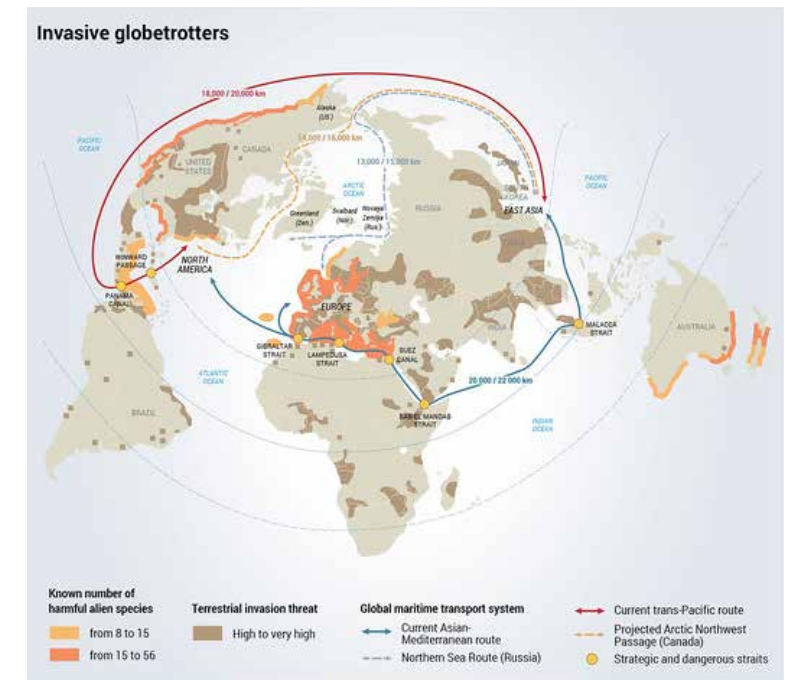 Invasive globetrotters
18,000 / 20,000 km
Alaska
(US.)
PACIFIC
OCEAN
14,000 / 16,000 km
CANADA
UNITED
STATES
13,000 / 15,000 km
ARCTIC
OCEAN
PACIFIC
OCEAN
KOREA
EAST ASIA
RUSSIA
Greenland
(Den.)
Svalbard
(Nor.)
Novaya
Zemlja
(Rus.)
WINWARD
PASSAGE
NORTH
AMERICA
PANAMA
CANAL
EUROPE
GIBRALTAR
STRAIT
LAMPEDUSA
STRAIT
SUEZ
CANAL
INDIA
MALACCA
STRAIT
AUSTRALIA
ATLANTIC
OCEAN
20,000 / 22 000 km
BAB EL MANDAB
STRAIT
BRAZIL
INDIAN
OCEAN
Known number of
harmful alien species
from 8 to 15
from 15 to 56
Terrestrial invasion threat
High to very high
Global maritime transport system
Current Asian-
Mediterranean route
Northern Sea Route (Russia)
Current trans-Pacific route
Projected Arctic Northwest
Passage (Canada)
Strategic and dangerous straits